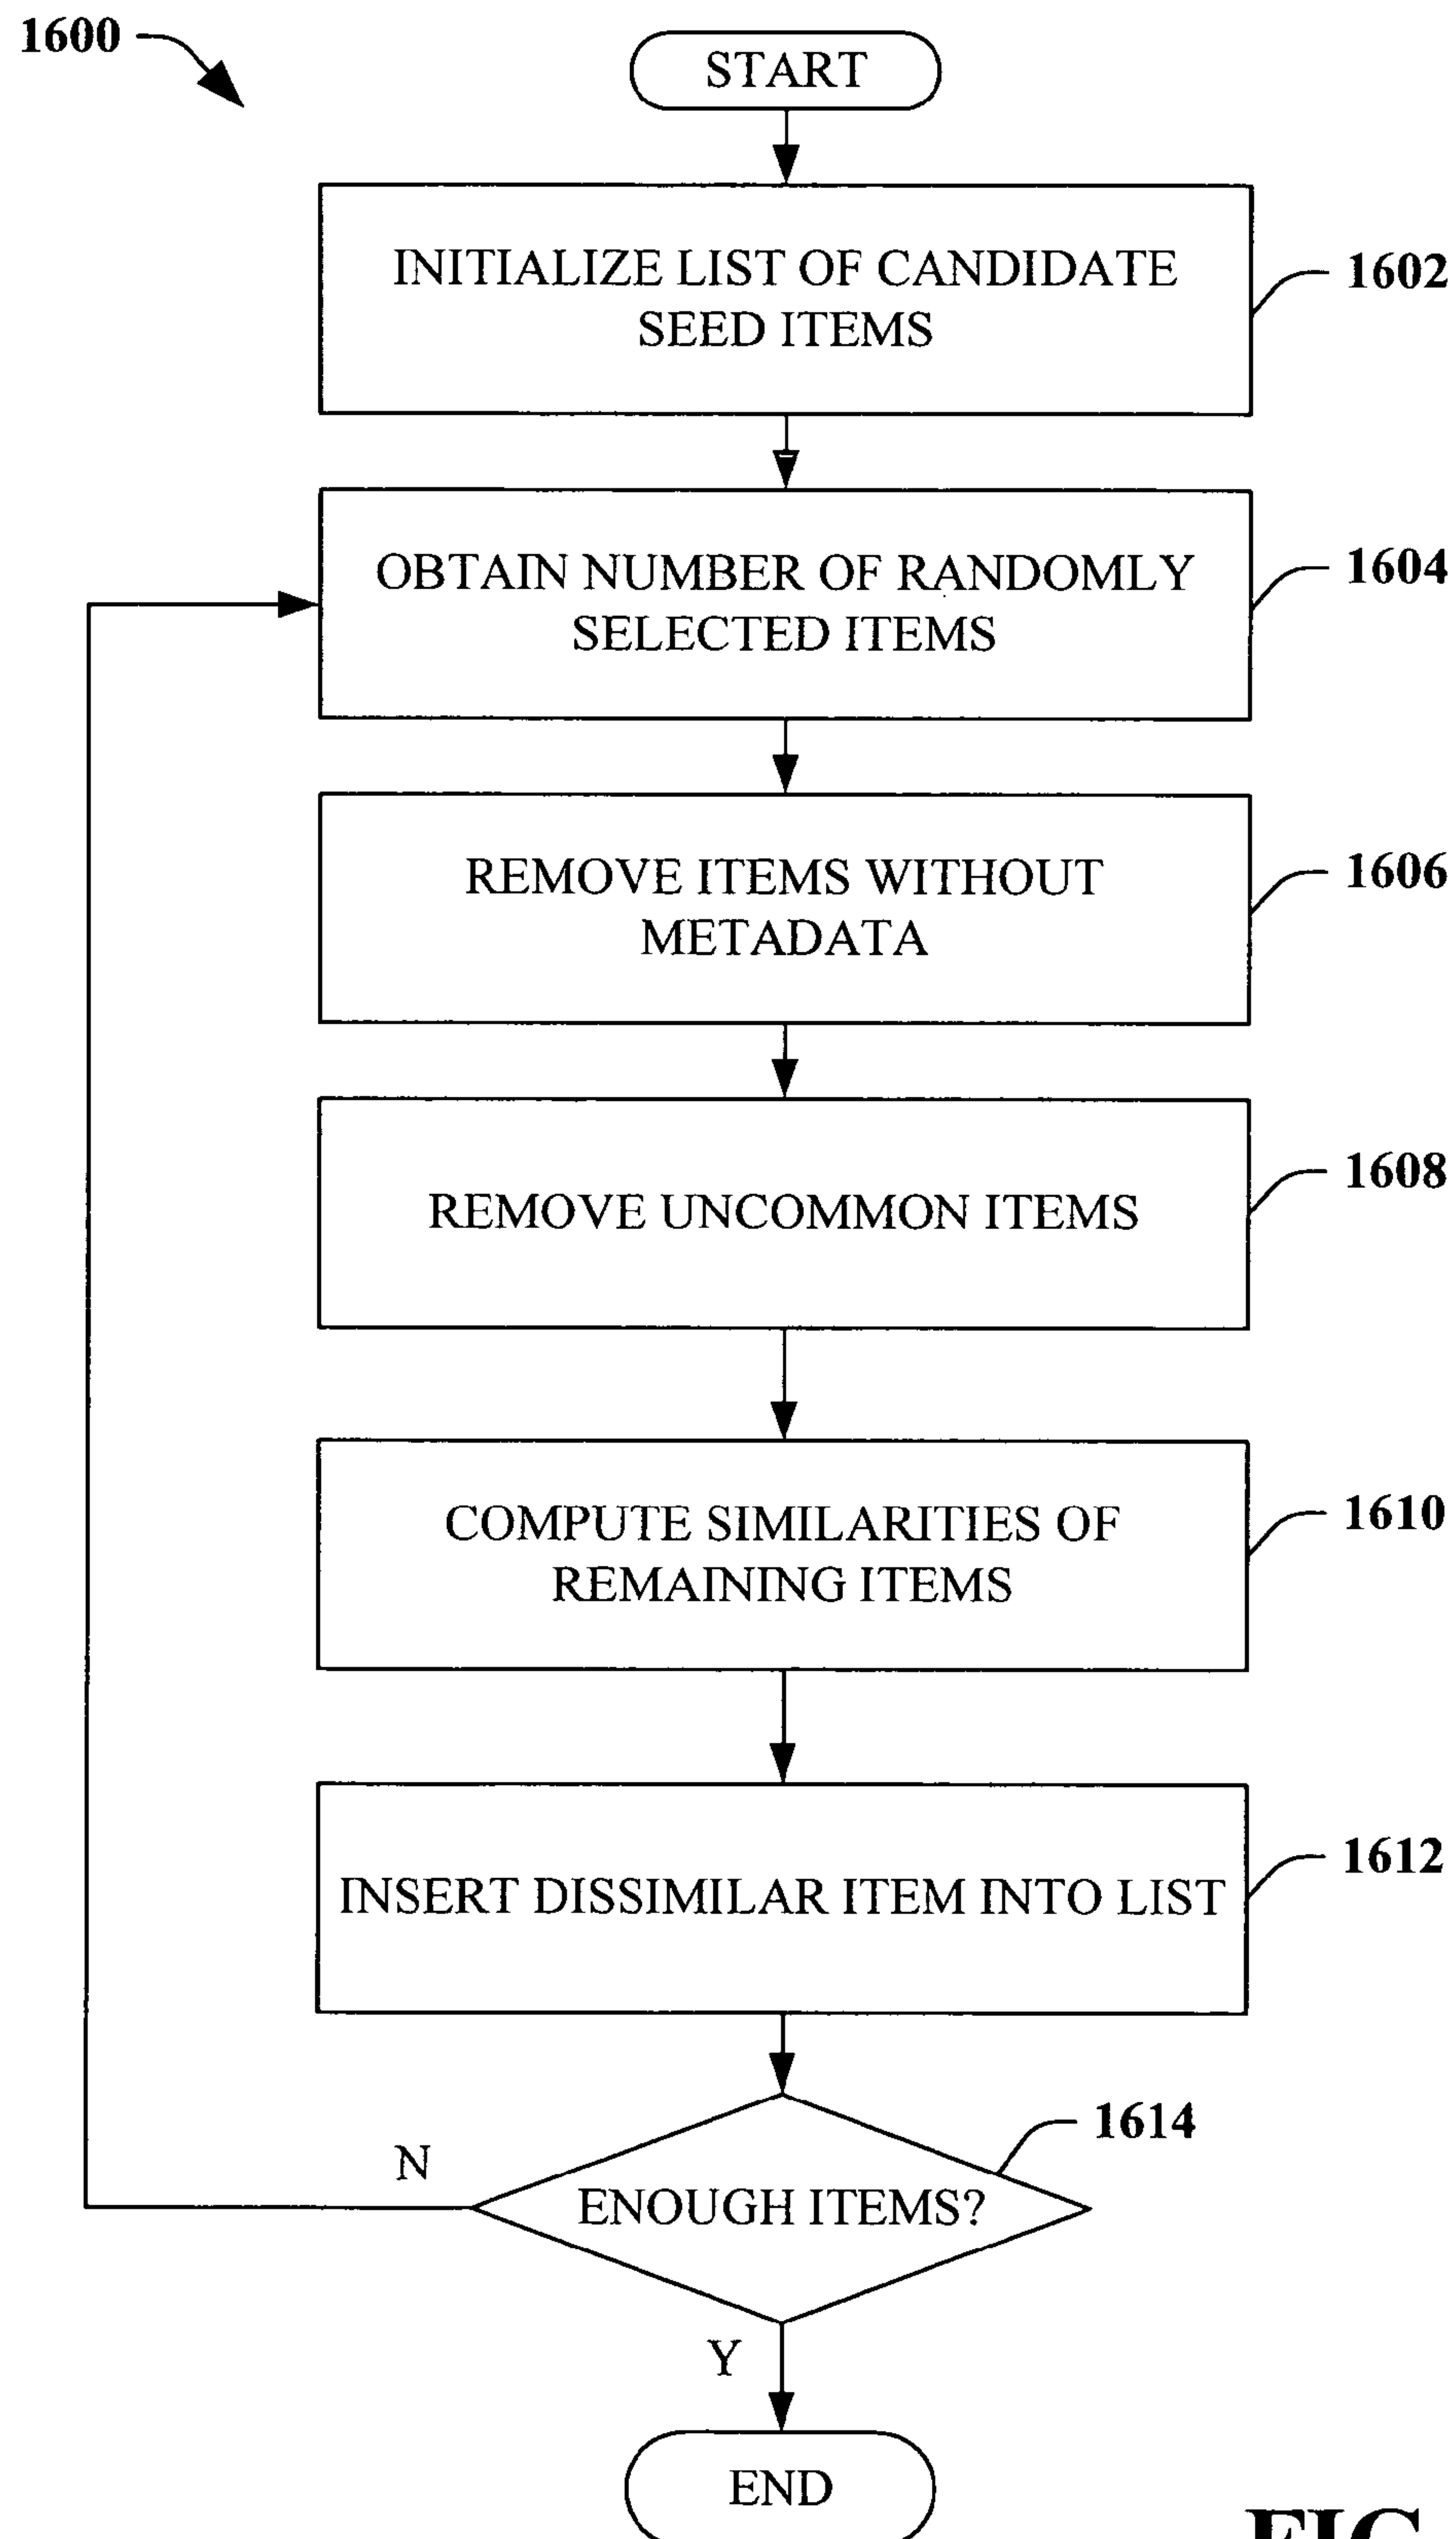 1600
START
INITIALIZE LIST OF CANDIDATE
SEED ITEMS
1602
OBTAIN NUMBER OF RANDOMLY
SELECTED ITEMS
1604
REMOVE ITEMS WITHOUT
METADATA
1606
REMOVE UNCOMMON ITEMS
1608
COMPUTE SIMILARITIES OF
REMAINING ITEMS
1610
INSERT DISSIMILAR ITEM INTO LIST
1612
1614
N
ENOUGH ITEMS?
Y
END
FIG